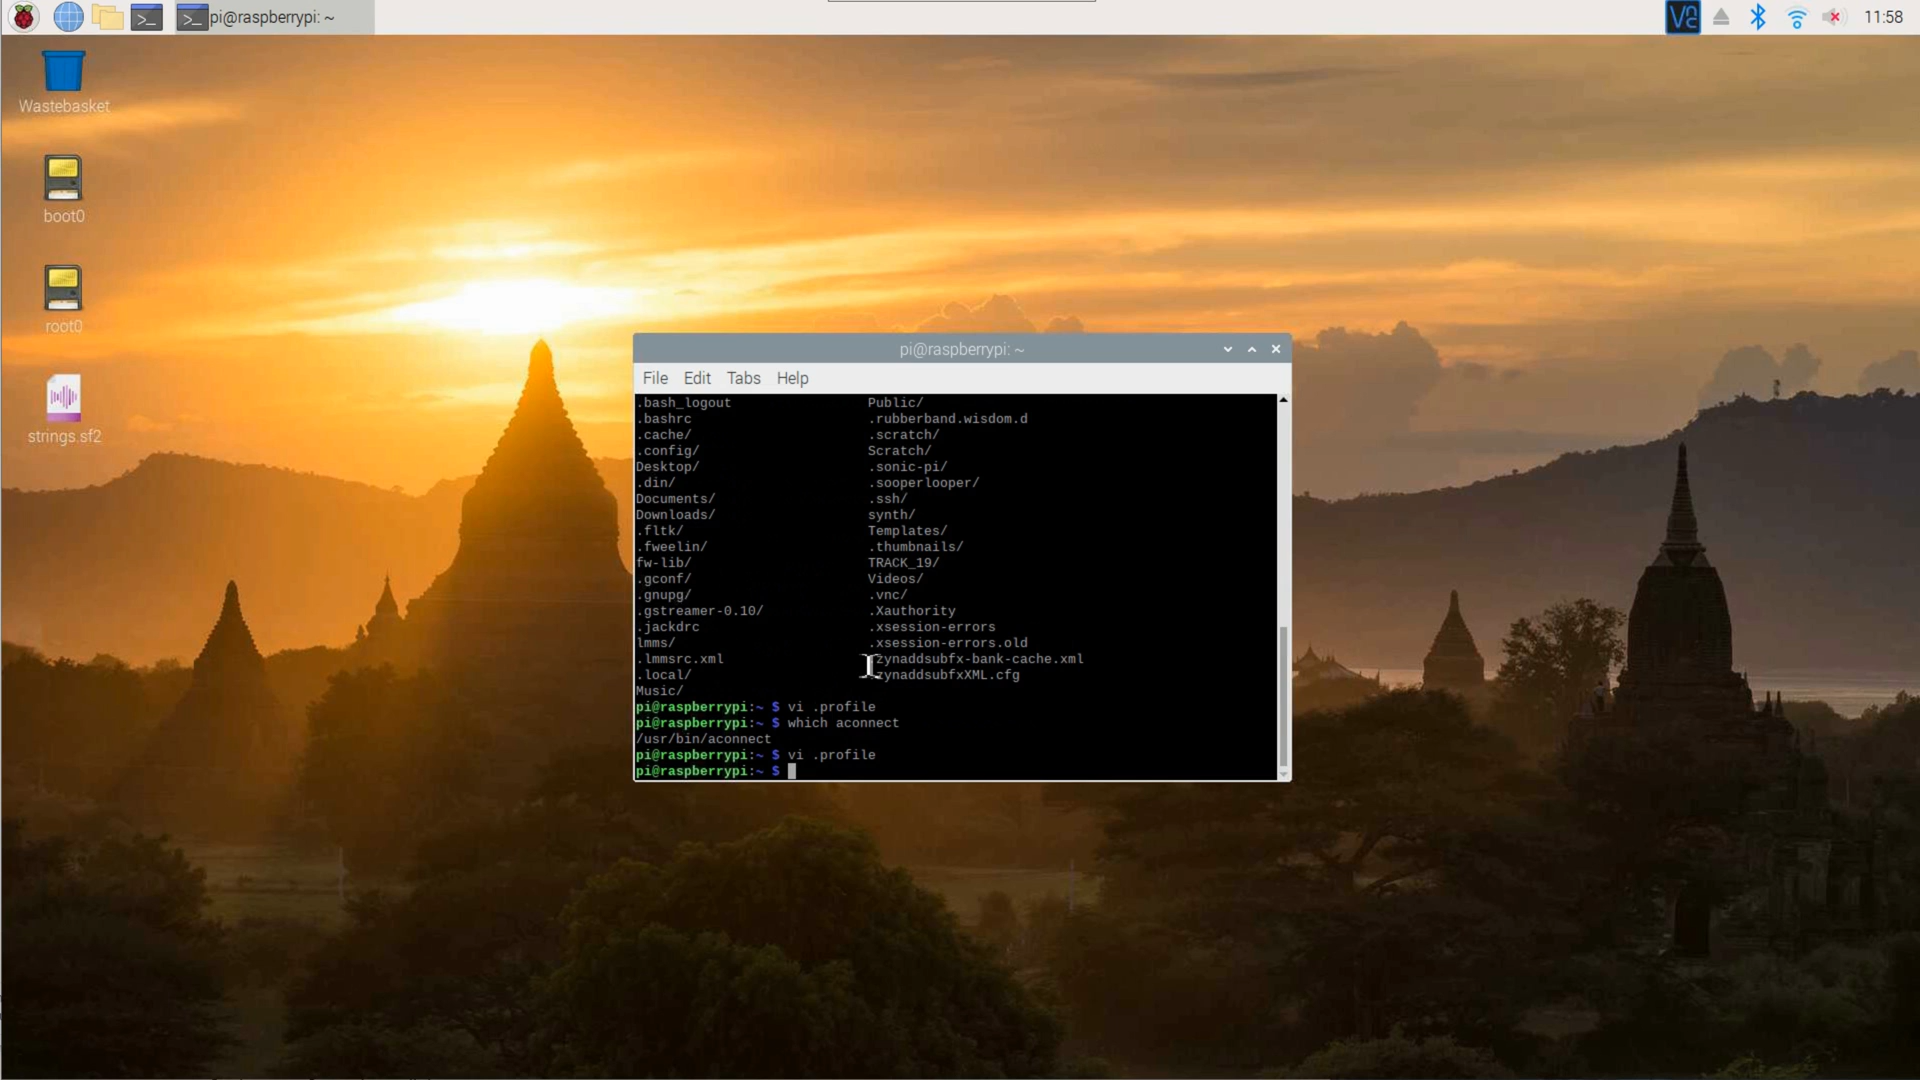 pi@raspberrypi: ~
11:58
Wastebasket
boot0
root0
strings.sf2
pi@raspberrypi: ~
File Edit Tabs Help
.bash_logout Public/
.bashrc .rubberband.wisdom.d
.cache/ .scratch/
.config/ Scratch/
Desktop/ .sonic-pi/
.din/ .sooperlooper/
Documents/ .ssh/
Downloads/ synth/
.fltk/ Templates/
.fweelin/ .thumbnails/
fw-lib/ TRACK_19/
.gconf/ Videos/
.gnupg/ .vnc/
.gstreamer-0.10/ .Xauthority
.jackdrc .xsession-errors
lmms/ .xsession-errors.old
.lmmsrc.xml zynaddsubfx-bank-cache.xml
.local/ zynaddsubfxXML.cfg
Music/
pi@raspberrypi:~ $ vi .profile
pi@raspberrypi:~ $ which aconnect
/usr/bin/aconnect
pi@raspberrypi:~ $ vi .profile
pi@raspberrypi:~ $